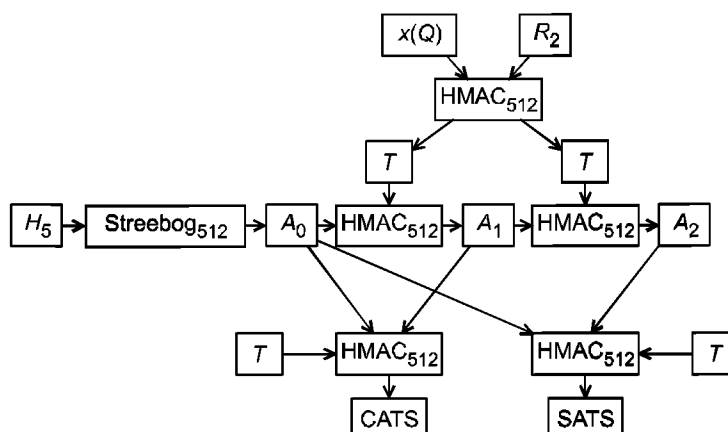 x(Q) R₂
HMAC₅₁₂
T T
H₅ Streebog₅₁₂ A₀ HMAC₅₁₂ A₁ HMAC₅₁₂ A₂
T HMAC₅₁₂ HMAC₅₁₂ T
CATS SATS